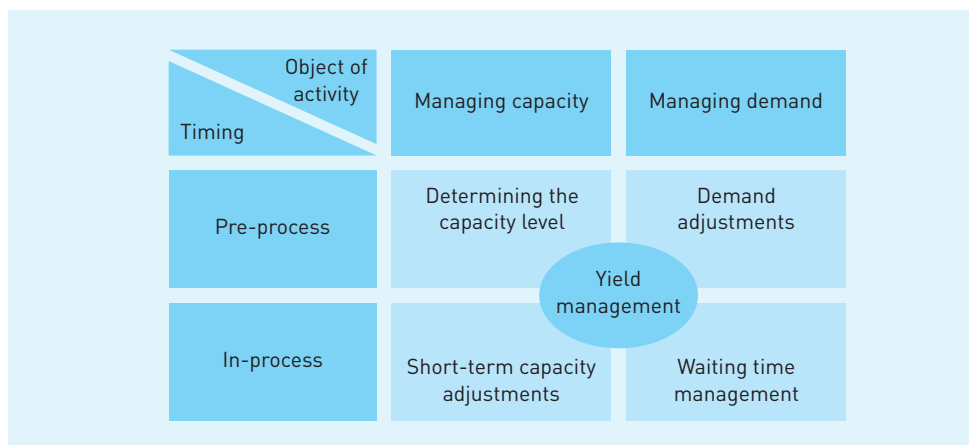 Object of
activity
Timing
Managing capacity
Managing demand
Pre-process
Determining the
capacity level
Demand
adjustments
Yield
management
In-process
Short-term capacity
adjustments
Waiting time
management